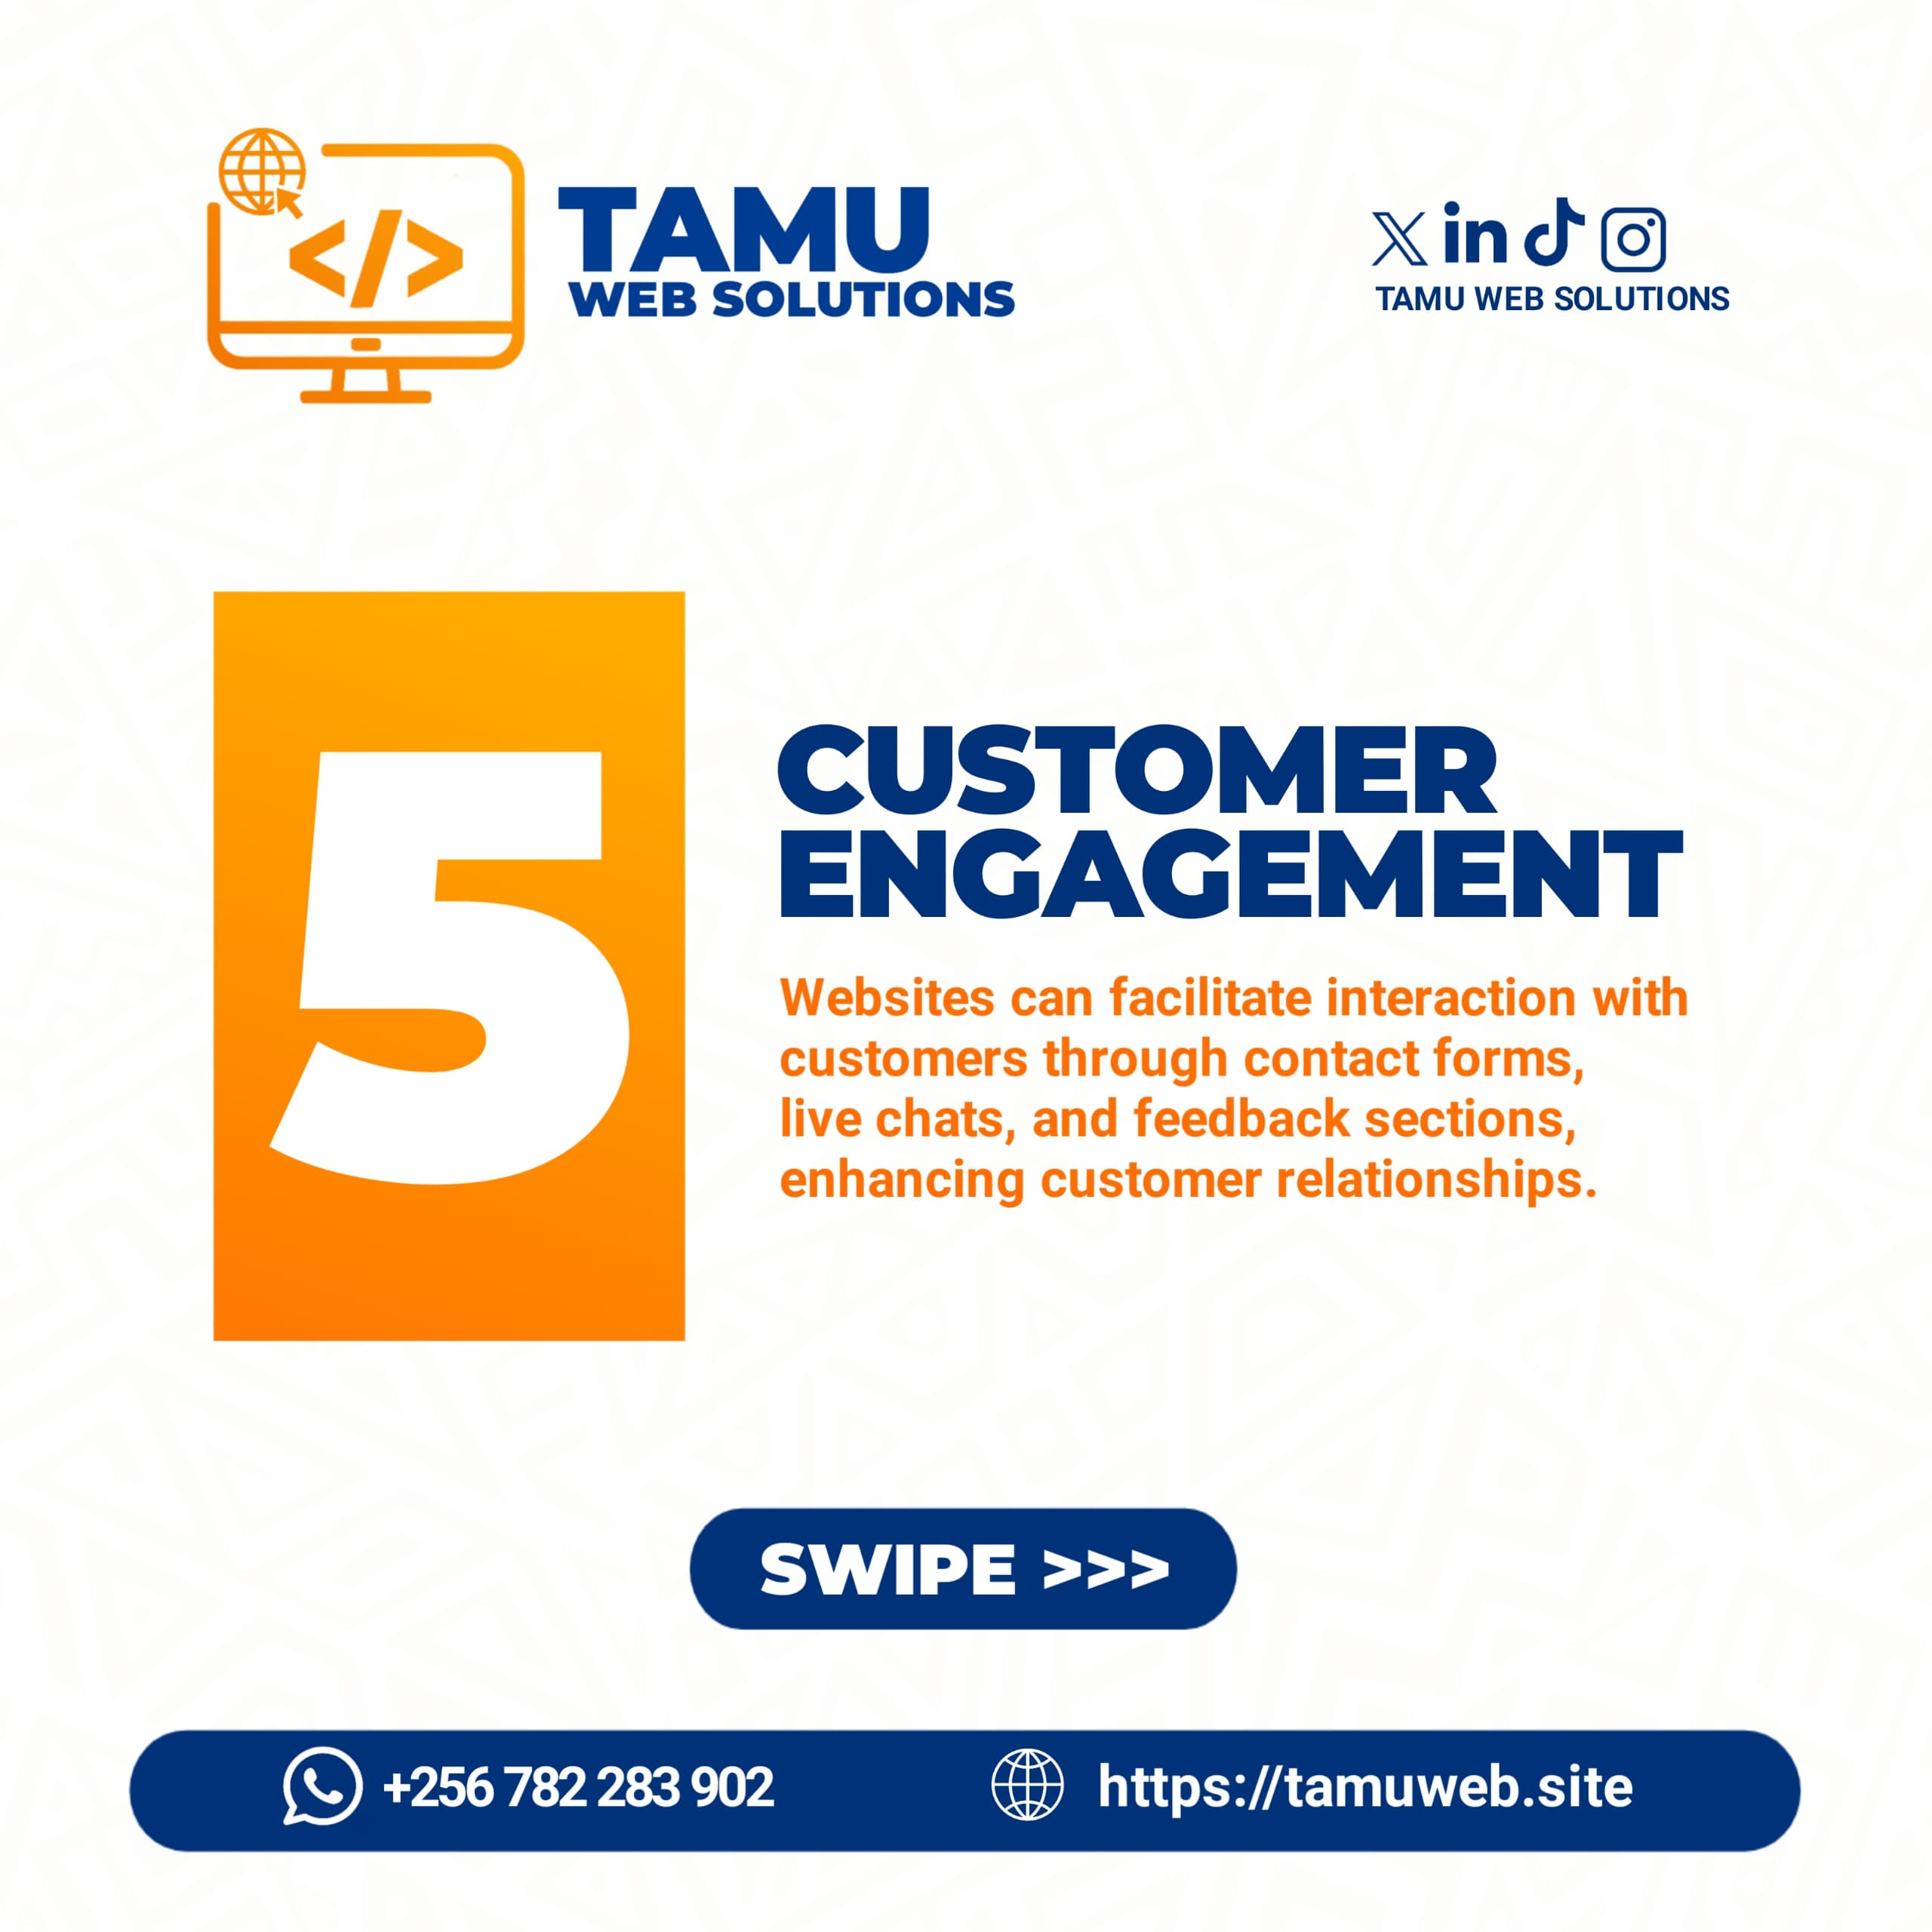 </>
TAMU
WEB SOLUTIONS
X in
TAMU WEB SOLUTIONS
5
CUSTOMER
ENGAGEMENT
Websites can facilitate interaction with
customers through contact forms,
live chats, and feedback sections,
enhancing customer relationships.
SWIPE >>>
+256 782 283 902
https://tamuweb.site